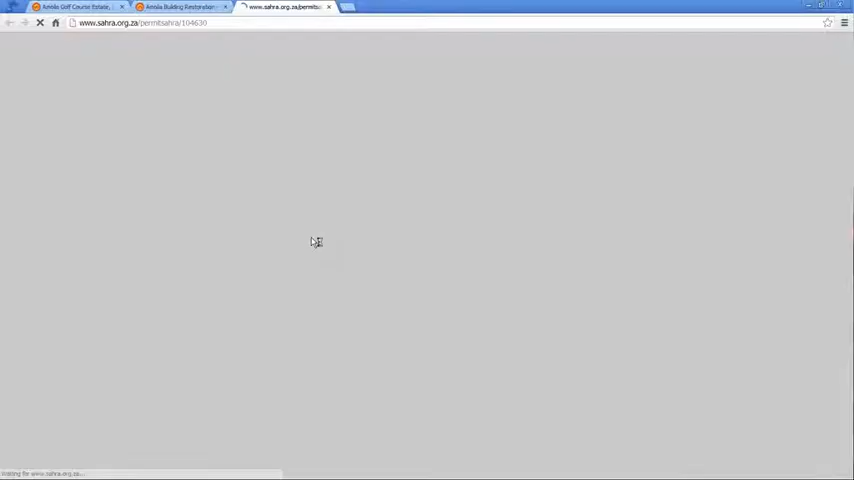 Amolia Golf Course Estate,
Amolia Building Restoration
www.sahra.org.za/permitsa
www.sahra.org.za/permitsahra/104630
Waiting for www.sahra.org.za...